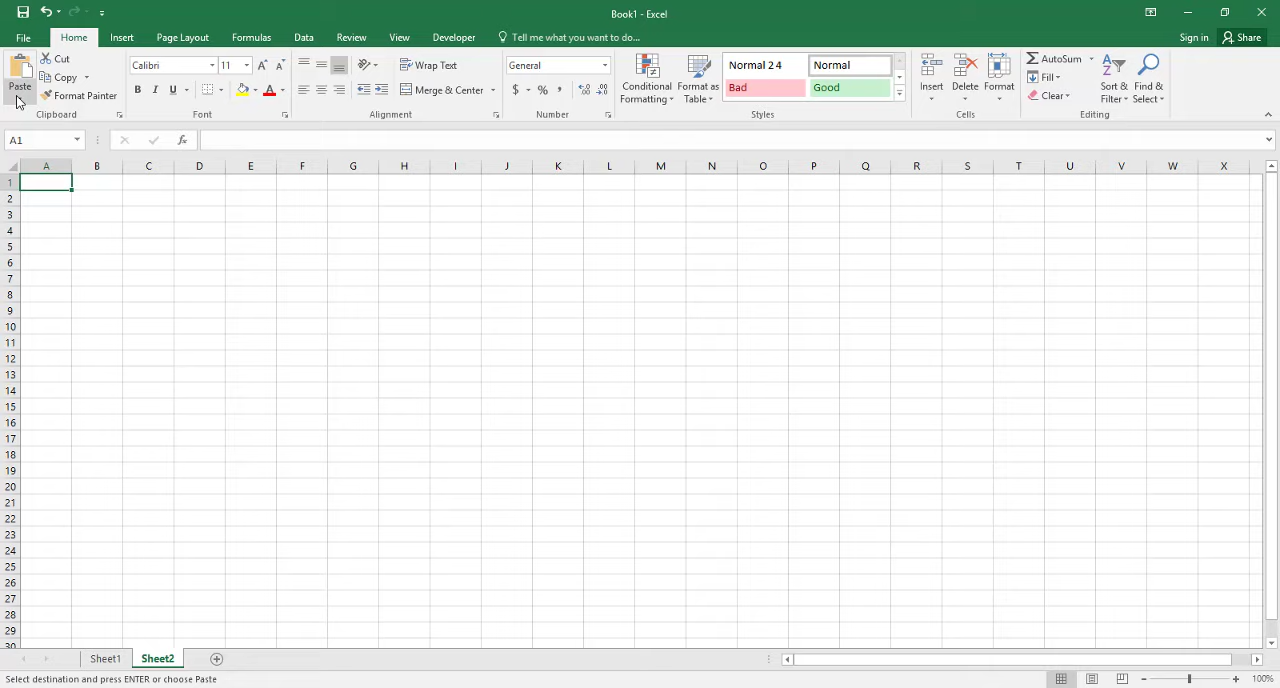 Book1 - Excel
File Home Insert Page Layout Formulas Data Review View Developer Tell me what you want to do... Sign in Share
Paste
Cut
Copy
Format Painter
Clipboard
Calibri 11
B I U
Font
Wrap Text
Merge & Center
Alignment
General
$ % ,
Number
Conditional Formatting
Format as Table
Normal 2 4 Normal
Bad Good
Styles
Insert Delete Format
Cells
AutoSum
Fill
Clear
Sort & Filter
Find & Select
Editing
A1 fx
A B C D E F G H I J K L M N O P Q R S T U V W X
1
2
3
4
5
6
7
8
9
10
11
12
13
14
15
16
17
18
19
20
21
22
23
24
25
26
27
28
29
30
Sheet1 Sheet2
Select destination and press ENTER or choose Paste 100%